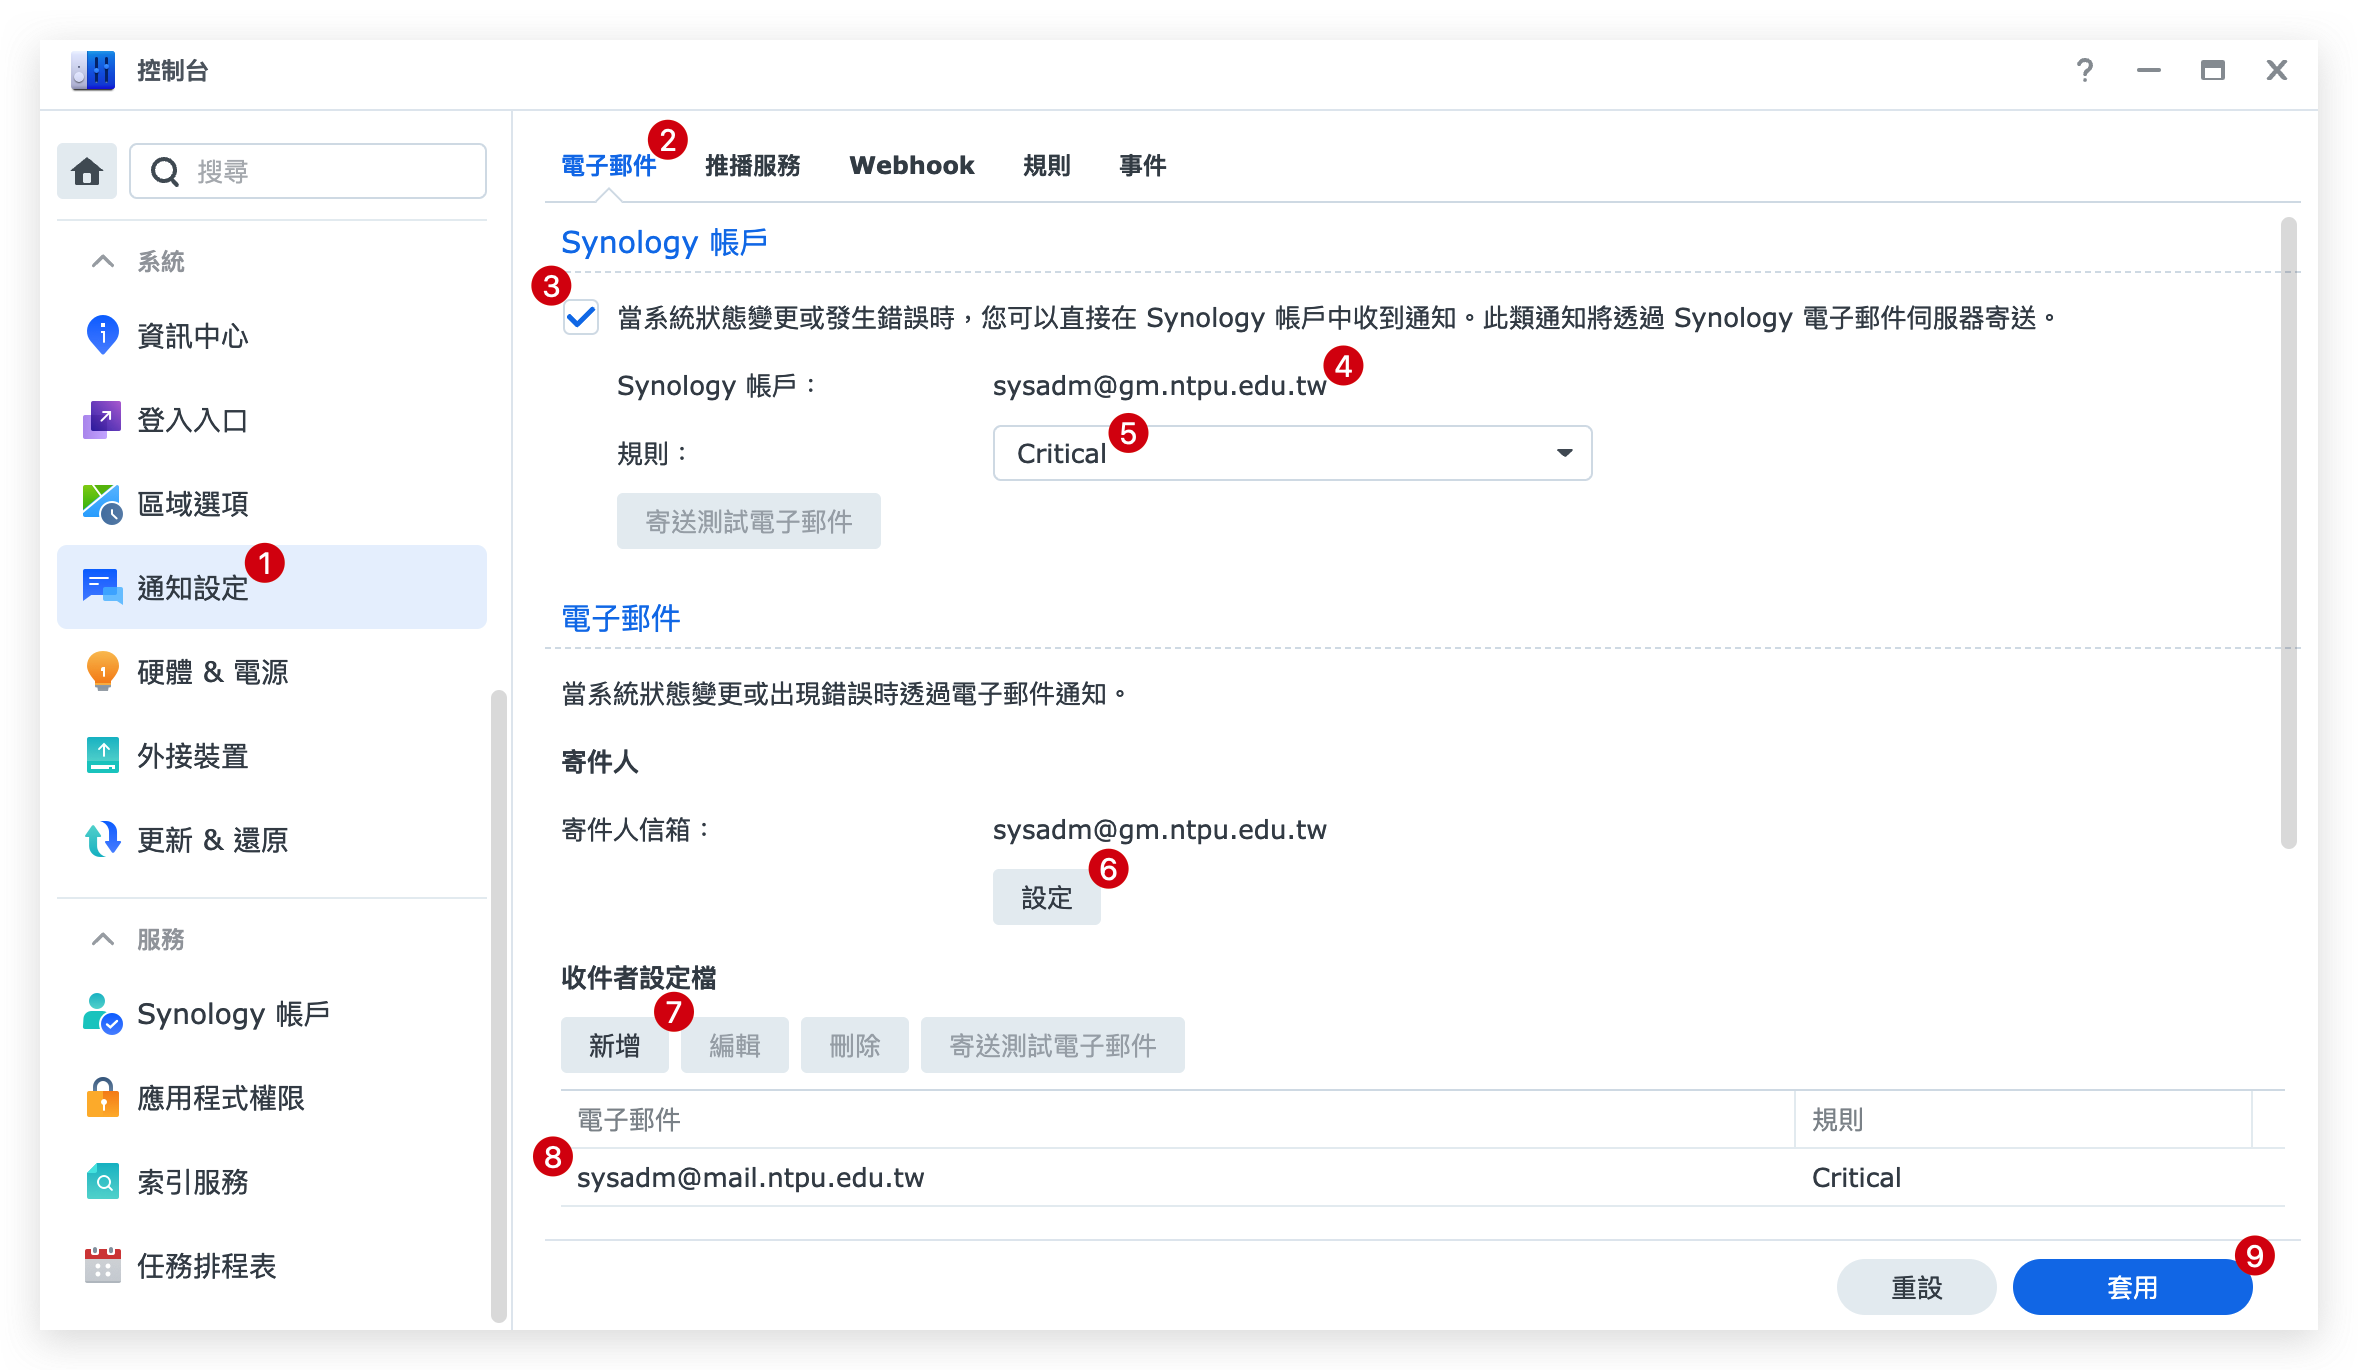 控制台
搜尋
系統
資訊中心
登入入口
區域選項
通知設定 1
硬體 & 電源
外接裝置
更新 & 還原
服務
Synology 帳戶
應用程式權限
索引服務
任務排程表
電子郵件 2 推播服務 Webhook 規則 事件
Synology 帳戶
3
當系統狀態變更或發生錯誤時，您可以直接在 Synology 帳戶中收到通知。此類通知將透過 Synology 電子郵件伺服器寄送。
Synology 帳戶： sysadm@gm.ntpu.edu.tw 4
規則： Critical 5
寄送測試電子郵件
電子郵件
當系統狀態變更或出現錯誤時透過電子郵件通知。
寄件人
寄件人信箱： sysadm@gm.ntpu.edu.tw
設定 6
收件者設定檔
新增 7 編輯 刪除 寄送測試電子郵件
電子郵件 規則
8 sysadm@mail.ntpu.edu.tw Critical
重設 套用 9